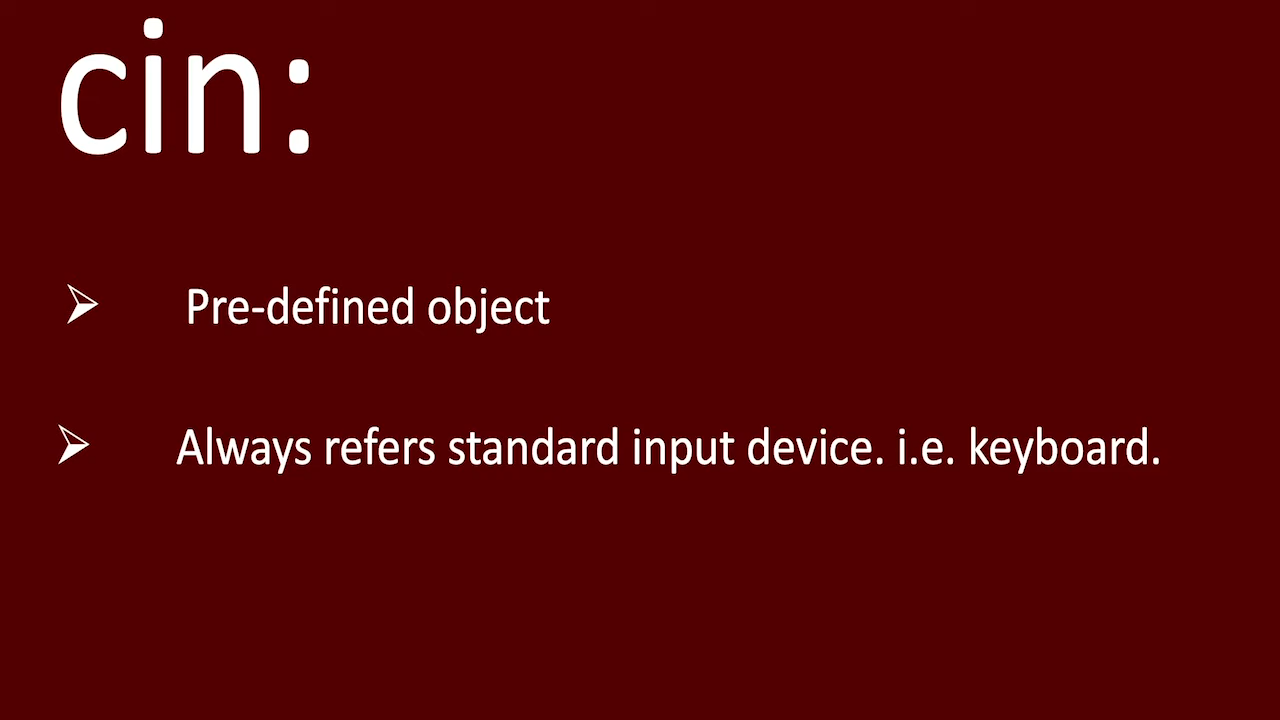 cin:
➢ Pre-defined object
➢ Always refers standard input device. i.e. keyboard.